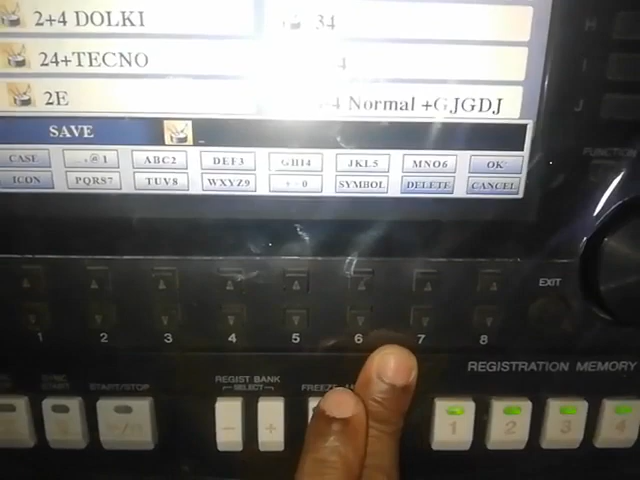 2+4 DOLKI
34
24+TECNO
4
2E
4 Normal +GJGDJ
SAVE
CASE .@1 ABC2 DEF3 GHI4 JKL5 MNO6 OK
ICON PQRS7 TUV8 WXYZ9 +-0 SYMBOL DELETE CANCEL
H
I
J
FUNCTION
EXIT
1 2 3 4 5 6 7 8
REGISTRATION MEMORY
SYNC START
START/STOP
REGIST BANK
SELECT
FREEZE
- +
1 2 3 4